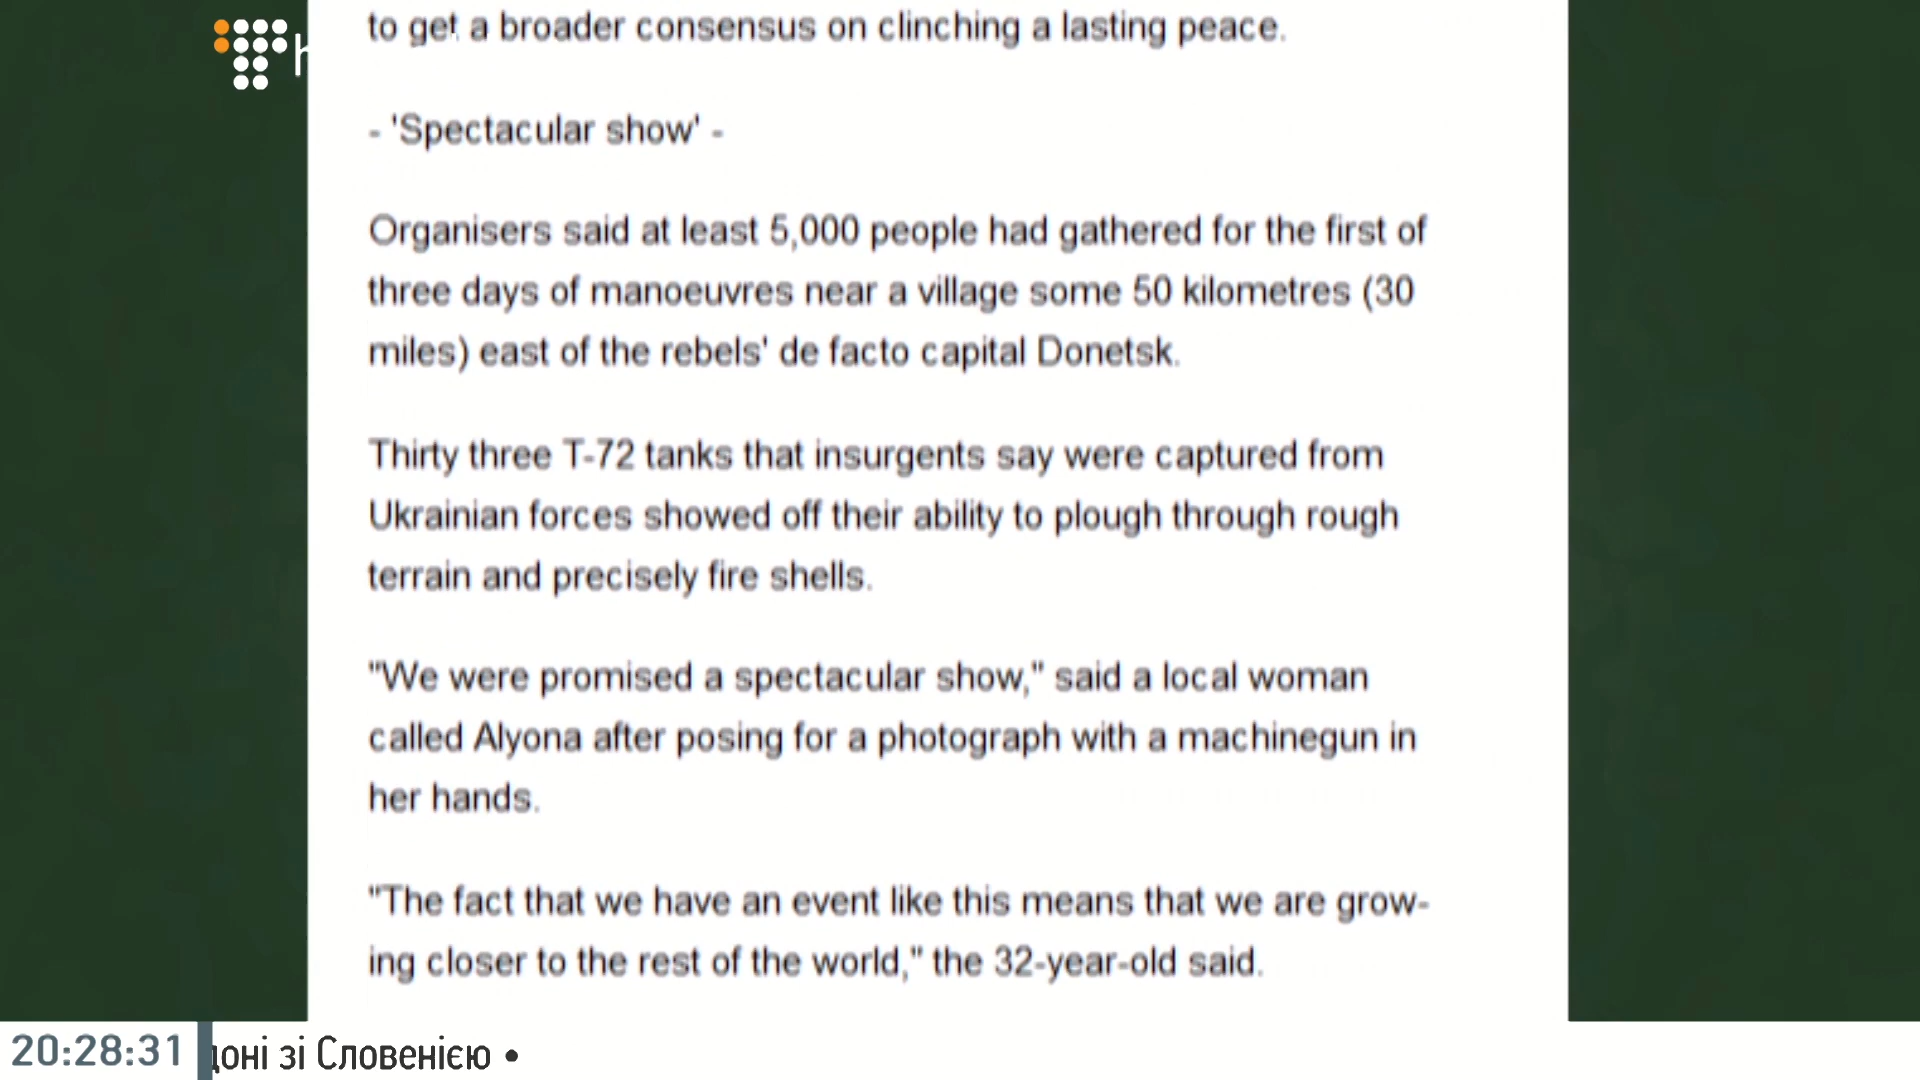 to get a broader consensus on clinching a lasting peace.
- 'Spectacular show' -
Organisers said at least 5,000 people had gathered for the first of
three days of manoeuvres near a village some 50 kilometres (30
miles) east of the rebels' de facto capital Donetsk.
Thirty three T-72 tanks that insurgents say were captured from
Ukrainian forces showed off their ability to plough through rough
terrain and precisely fire shells.
"We were promised a spectacular show," said a local woman
called Alyona after posing for a photograph with a machinegun in
her hands.
"The fact that we have an event like this means that we are grow-
ing closer to the rest of the world," the 32-year-old said.
20:28:31 зі Словенією •